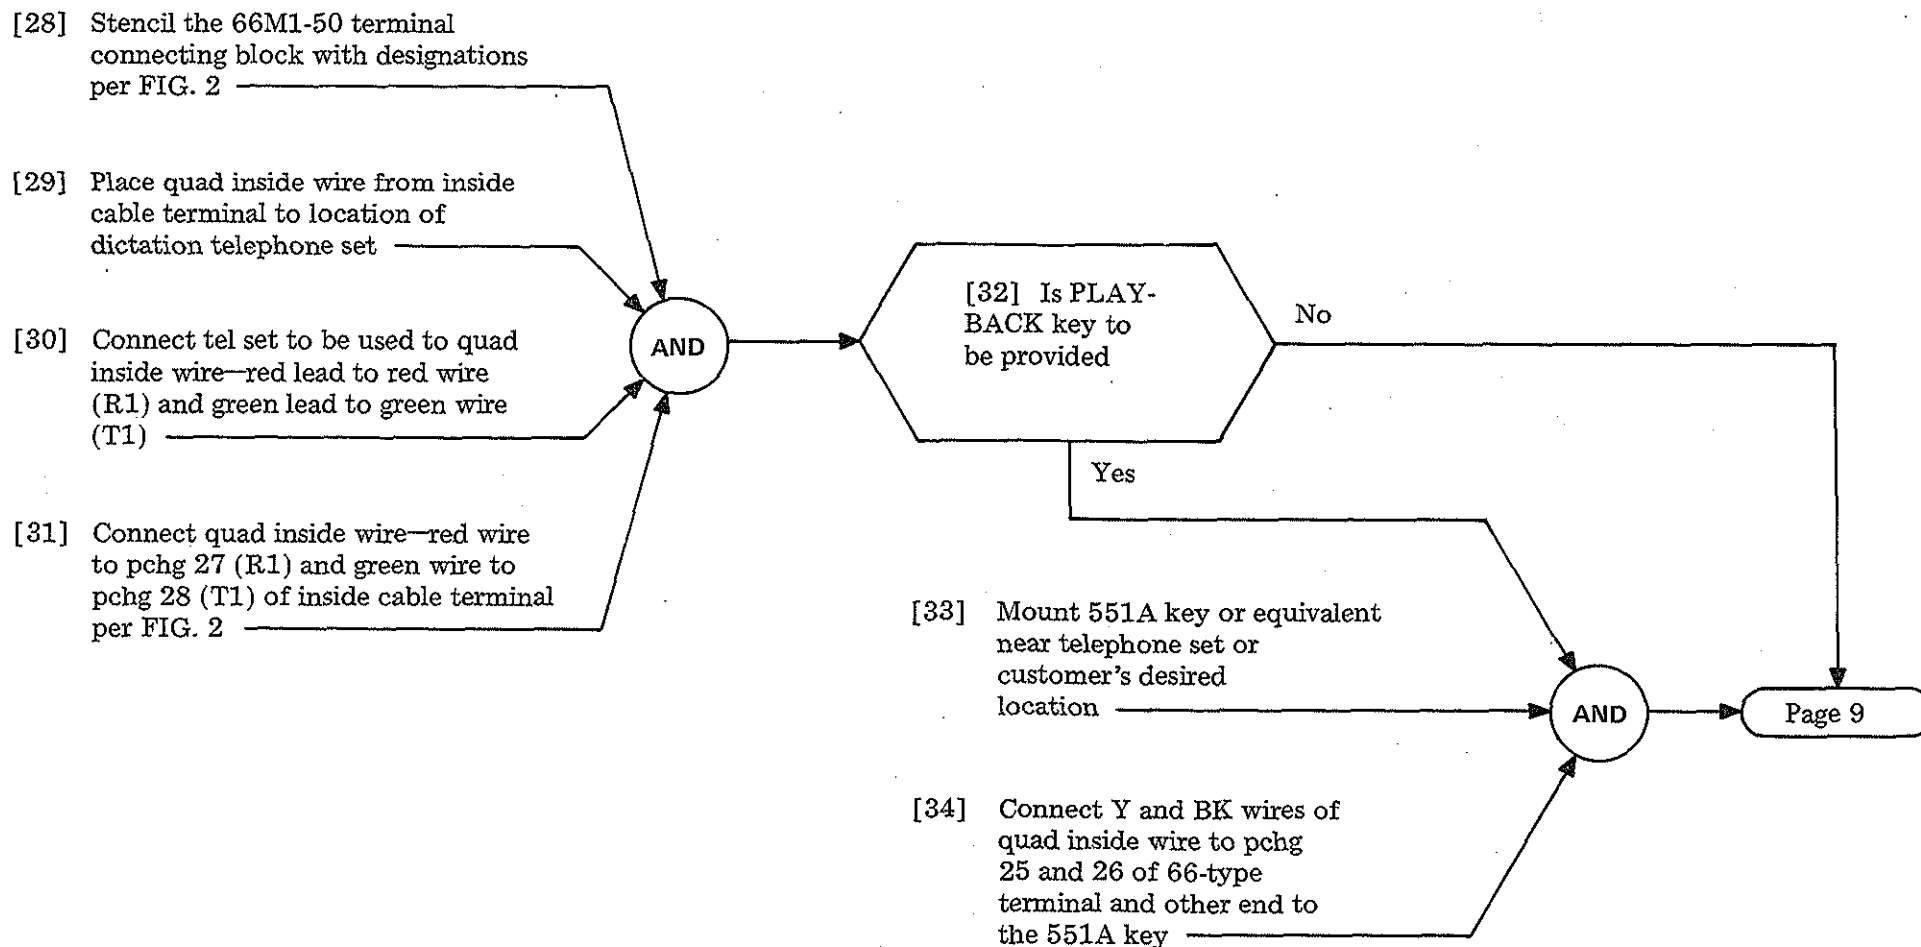 [28] Stencil the 66M1-50 terminal
connecting block with designations
per FIG. 2
[29] Place quad inside wire from inside
cable terminal to location of
dictation telephone set
[30] Connect tel set to be used to quad
inside wire—red lead to red wire
(R1) and green lead to green wire
(T1)
[31] Connect quad inside wire—red wire
to pchg 27 (R1) and green wire to
pchg 28 (T1) of inside cable terminal
per FIG. 2
AND
[32] Is PLAY-
BACK key to
be provided
No
Yes
[33] Mount 551A key or equivalent
near telephone set or
customer's desired
location
[34] Connect Y and BK wires of
quad inside wire to pchg
25 and 26 of 66-type
terminal and other end to
the 551A key
AND
Page 9